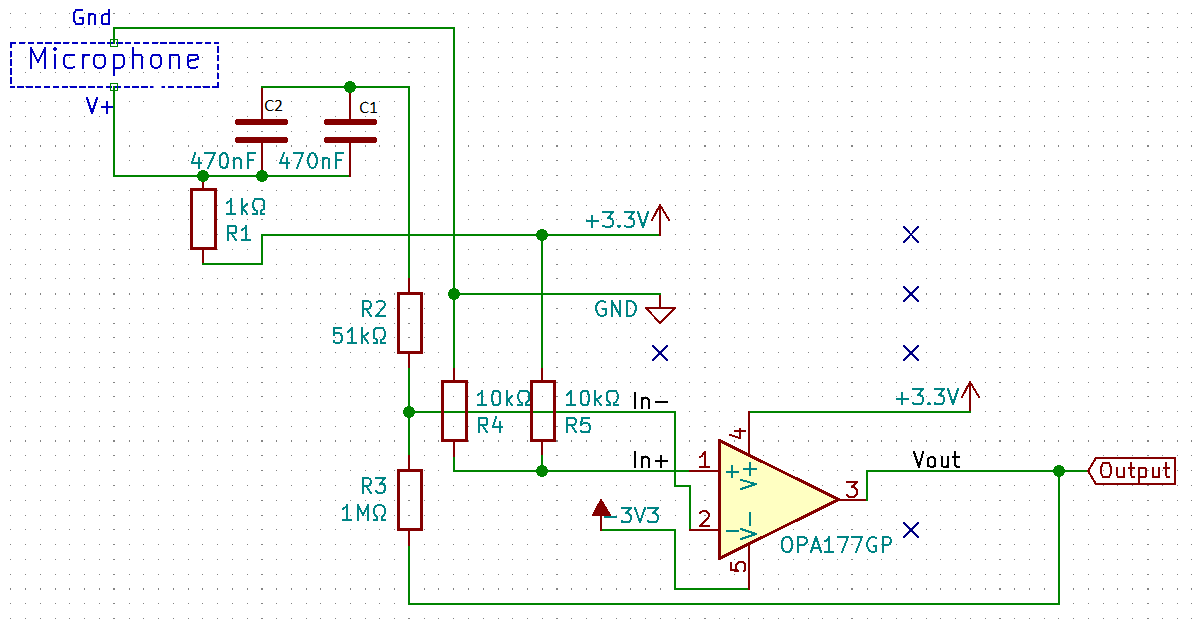 Gnd
Microphone
V+
C2
C1
470nF
470nF
1kΩ
R1
+3.3V
R2
51kΩ
GND
10kΩ
R4
10kΩ
R5
In-
+3.3V
4
In+
1
+
V+
Vout
Output
R3
1MΩ
-3V3
3
2
-
V-
OPA177GP
5